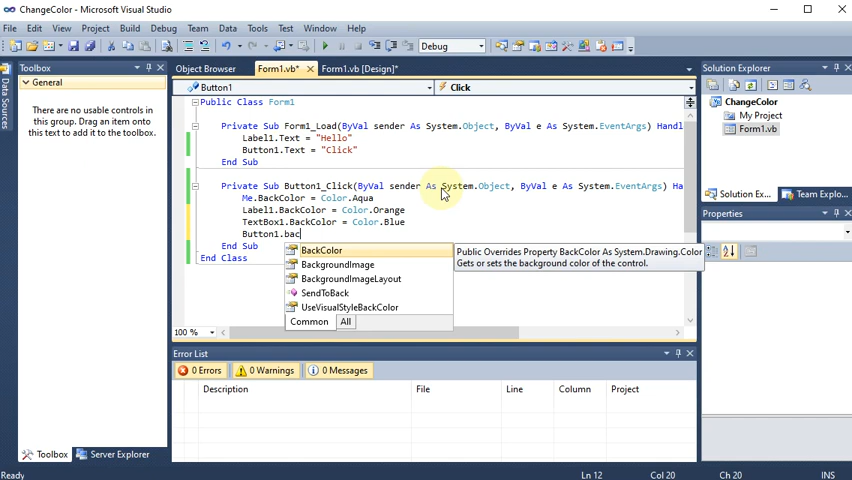 ChangeColor - Microsoft Visual Studio
File Edit View Project Build Debug Team Data Tools Test Window Help
Debug
Data Sources
Toolbox
General
There are no usable controls in
this group. Drag an item onto
this text to add it to the toolbox.
Toolbox Server Explorer
Object Browser Form1.vb* Form1.vb [Design]*
Button1 Click
Public Class Form1
Private Sub Form1_Load(ByVal sender As System.Object, ByVal e As System.EventArgs) Handl
Label1.Text = "Hello"
Button1.Text = "Click"
End Sub
Private Sub Button1_Click(ByVal sender As System.Object, ByVal e As System.EventArgs) Ha
Me.BackColor = Color.Aqua
Label1.BackColor = Color.Orange
TextBox1.BackColor = Color.Blue
Button1.bac
End Sub
End Class
BackColor
BackgroundImage
BackgroundImageLayout
SendToBack
UseVisualStyleBackColor
Common All
Public Overrides Property BackColor As System.Drawing.Color
Gets or sets the background color of the control.
100 %
Error List
0 Errors 0 Warnings 0 Messages
Description File Line Column Project
Solution Explorer
ChangeColor
My Project
Form1.vb
Solution Ex... Team Explo...
Properties
Ready Ln 12 Col 20 Ch 20 INS